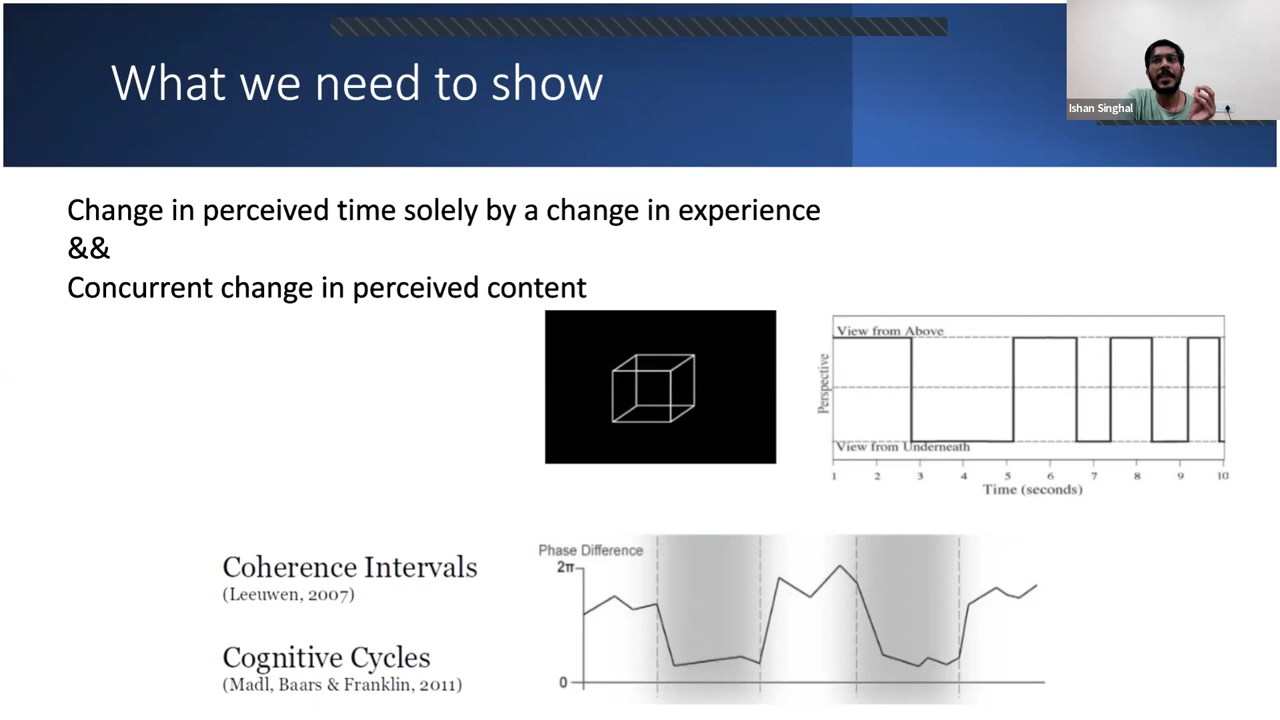 What we need to show
Ishan Singhal
Change in perceived time solely by a change in experience
&&
Concurrent change in perceived content
View from Above
Perspective
View from Underneath
1 2 3 4 5 6 7 8 9 10
Time (seconds)
Coherence Intervals
(Leeuwen, 2007)
Cognitive Cycles
(Madl, Baars & Franklin, 2011)
Phase Difference
2π
0